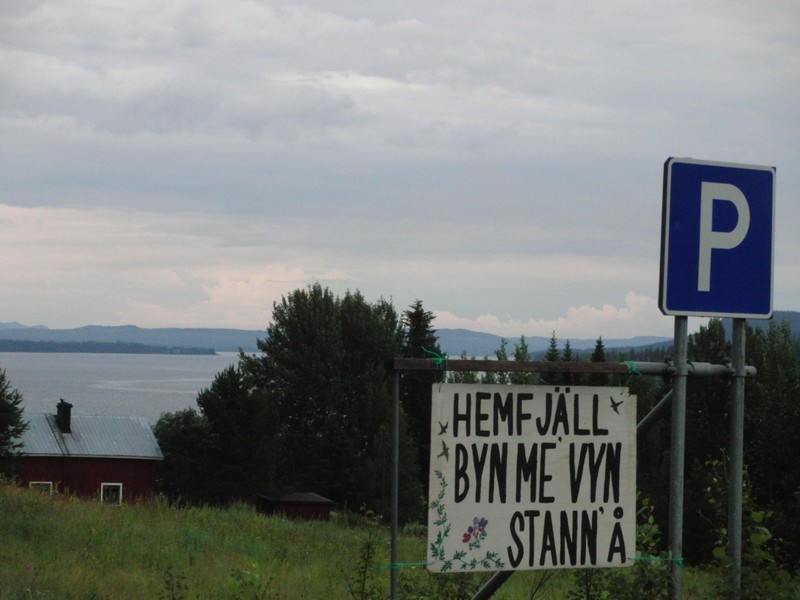 P
HEMFJÄLL
BYN ME' VYN
STANN' Å